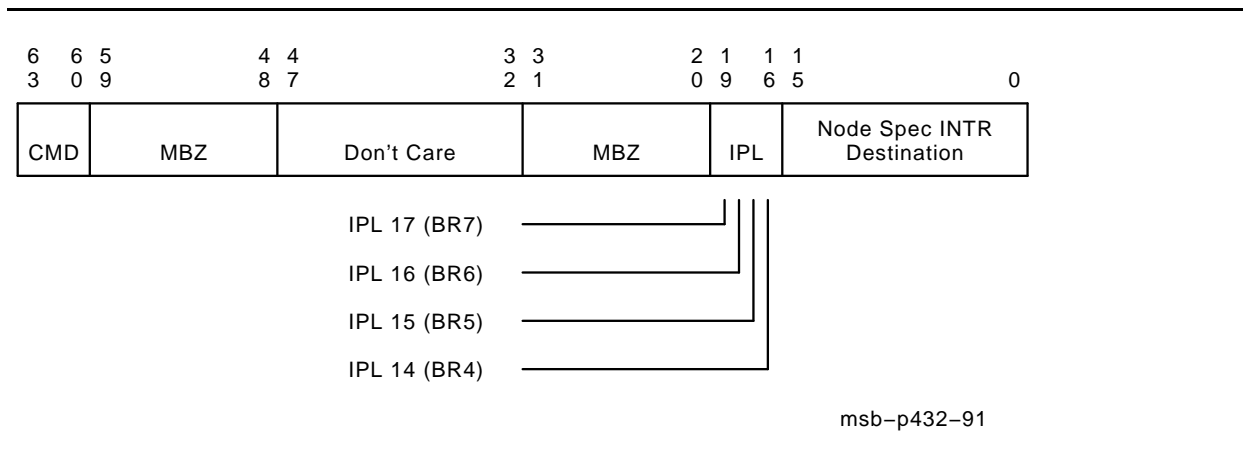 6 6 5 4 4 3 3 2 1 1 1
3 0 9 8 7 2 1 0 9 6 5 0
CMD MBZ Don't Care MBZ IPL Node Spec INTR
Destination
IPL 17 (BR7)
IPL 16 (BR6)
IPL 15 (BR5)
IPL 14 (BR4)
msb−p432−91